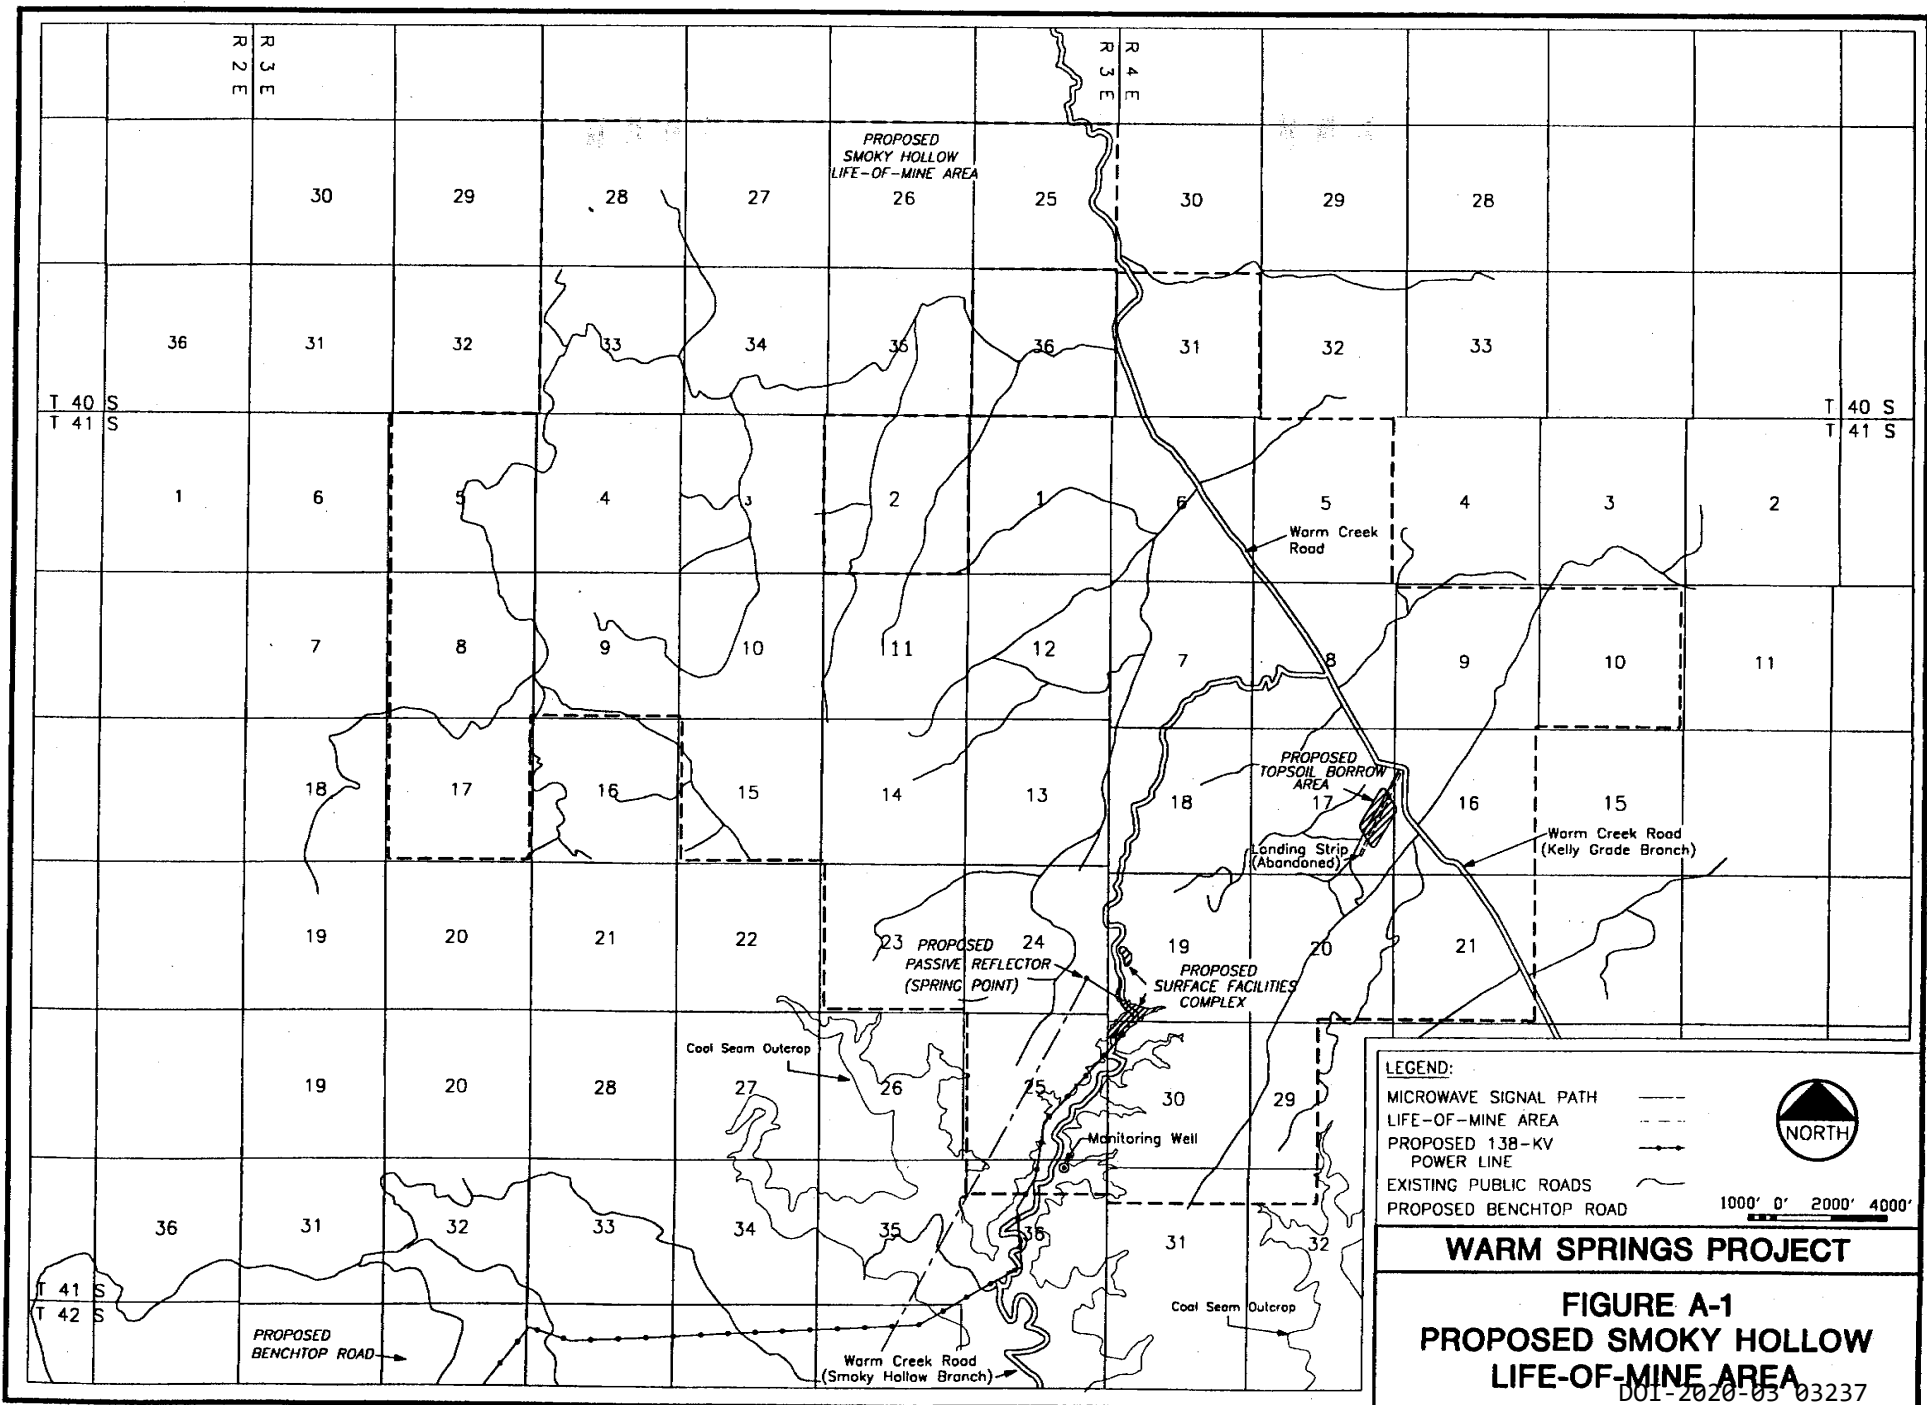 R 2 E
R 3 E
R 3 E
R 4 E
PROPOSED
SMOKY HOLLOW
LIFE-OF-MINE AREA
30
29
28
27
26
25
30
29
28
36
31
32
33
34
35
36
31
32
33
T 40 S
T 41 S
T 40 S
T 41 S
1
6
5
4
3
2
1
6
5
4
3
2
Warm Creek
Road
7
8
9
10
11
12
7
8
9
10
11
18
17
16
15
14
13
18
17
16
15
PROPOSED
TOPSOIL BORROW
AREA
Landing Strip
(Abandoned)
Warm Creek Road
(Kelly Grade Branch)
19
20
21
22
23
24
19
20
21
PROPOSED
PASSIVE REFLECTOR
(SPRING POINT)
PROPOSED
SURFACE FACILITIES
COMPLEX
Coal Seam Outcrop
19
20
28
27
26
25
30
29
Monitoring Well
36
31
32
33
34
35
36
31
32
T 41 S
T 42 S
PROPOSED
BENCHTOP ROAD
Warm Creek Road
(Smoky Hollow Branch)
Coal Seam Outcrop
LEGEND:
MICROWAVE SIGNAL PATH
LIFE-OF-MINE AREA
PROPOSED 138-KV
POWER LINE
EXISTING PUBLIC ROADS
PROPOSED BENCHTOP ROAD
NORTH
1000' 0' 2000' 4000'
WARM SPRINGS PROJECT
FIGURE A-1
PROPOSED SMOKY HOLLOW
LIFE-OF-MINE AREA
DOI-2020-03 03237